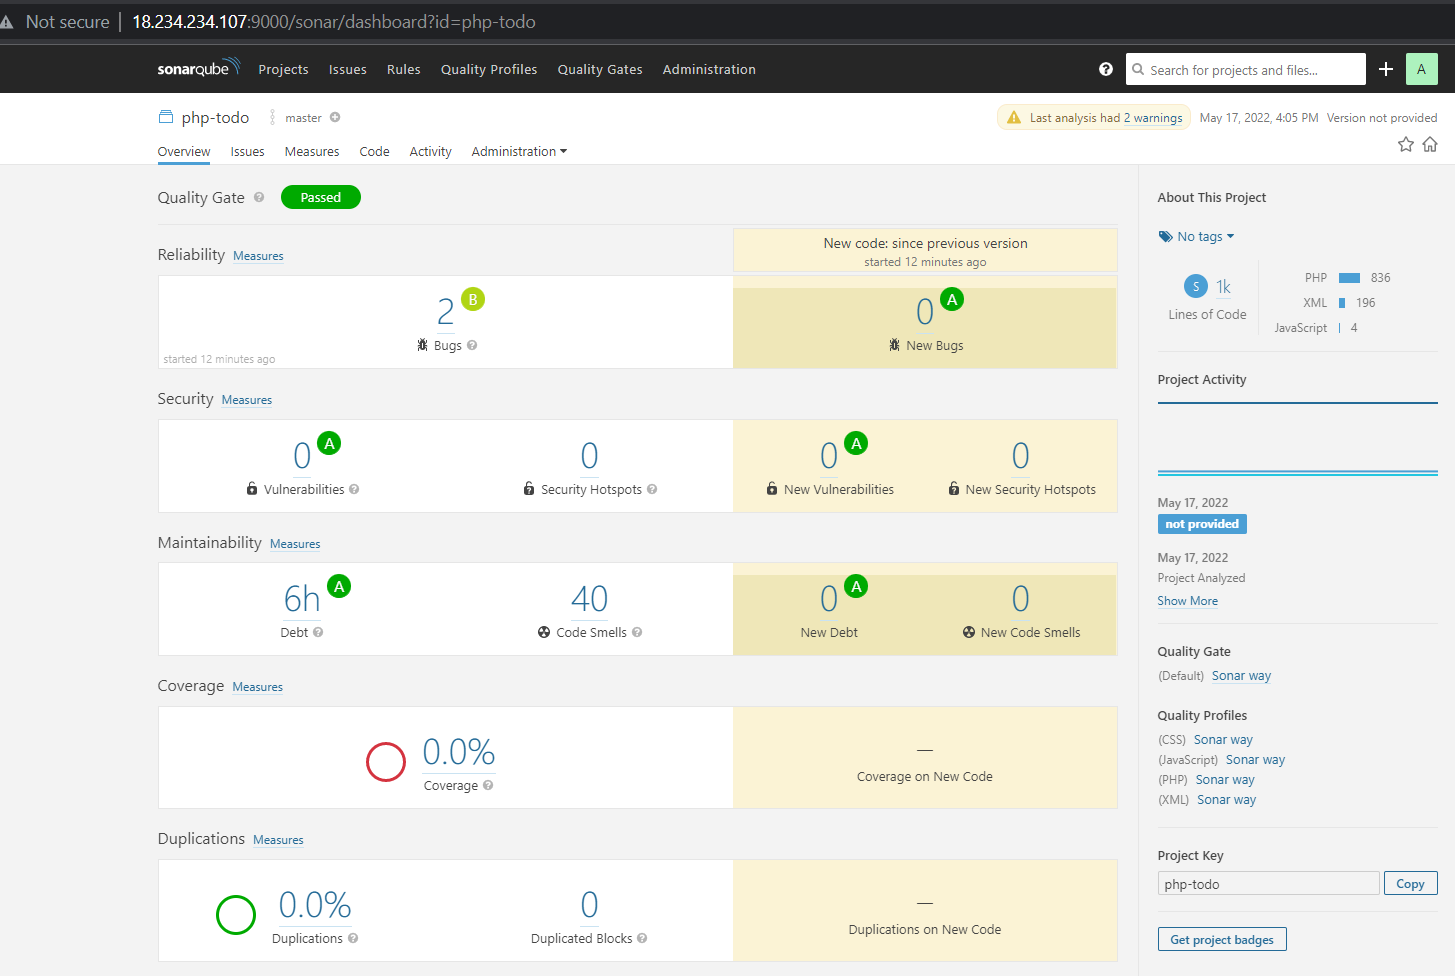 Not secure | 18.234.234.107:9000/sonar/dashboard?id=php-todo
sonarqube Projects Issues Rules Quality Profiles Quality Gates Administration Search for projects and files... A
php-todo master Last analysis had 2 warnings May 17, 2022, 4:05 PM Version not provided
Overview Issues Measures Code Activity Administration
Quality Gate Passed
Reliability Measures
New code: since previous version
started 12 minutes ago
2 B
Bugs
started 12 minutes ago
0 A
New Bugs
Security Measures
0 A
Vulnerabilities
0
Security Hotspots
0 A
New Vulnerabilities
0
New Security Hotspots
Maintainability Measures
6h A
Debt
40
Code Smells
0 A
New Debt
0
New Code Smells
Coverage Measures
0.0%
Coverage
—
Coverage on New Code
Duplications Measures
0.0%
Duplications
0
Duplicated Blocks
—
Duplications on New Code
About This Project
No tags
S 1k
Lines of Code
PHP 836
XML 196
JavaScript 4
Project Activity
May 17, 2022
not provided
May 17, 2022
Project Analyzed
Show More
Quality Gate
(Default) Sonar way
Quality Profiles
(CSS) Sonar way
(JavaScript) Sonar way
(PHP) Sonar way
(XML) Sonar way
Project Key
php-todo Copy
Get project badges